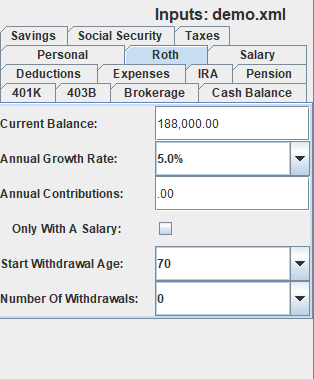 Inputs: demo.xml
Savings Social Security Taxes
Personal Roth Salary
Deductions Expenses IRA Pension
401K 403B Brokerage Cash Balance
Current Balance: 188,000.00
Annual Growth Rate: 5.0%
Annual Contributions: .00
Only With A Salary:
Start Withdrawal Age: 70
Number Of Withdrawals: 0